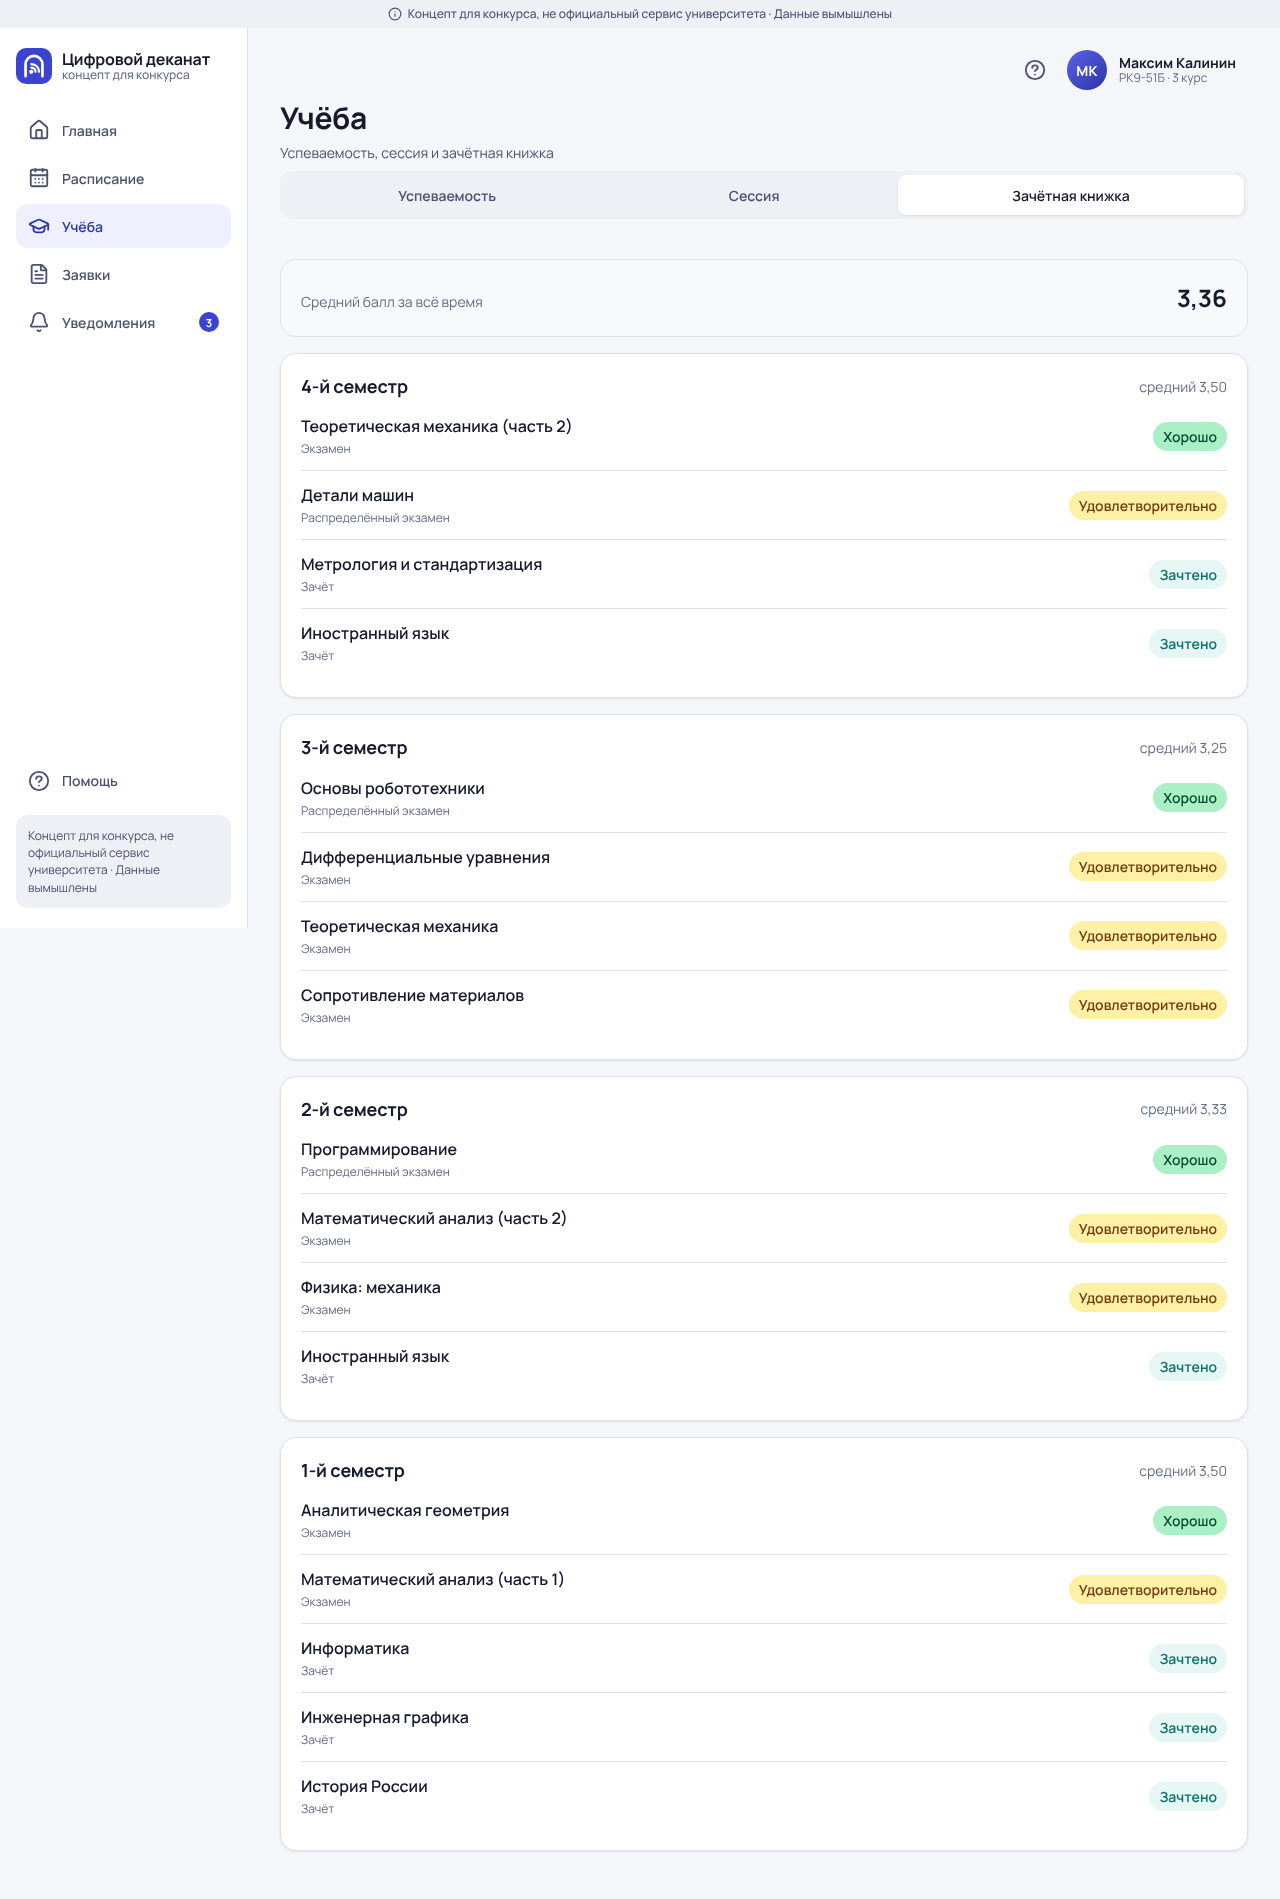 Концепт для конкурса, не официальный сервис университета · Данные вымышлены
Цифровой деканат
концепт для конкурса
Главная
Расписание
Учёба
Заявки
Уведомления
3
Помощь
Концепт для конкурса, не
официальный сервис
университета · Данные
вымышлены
МК
Максим Калинин
РК9-51Б · 3 курс
Учёба
Успеваемость, сессия и зачётная книжка
Успеваемость
Сессия
Зачётная книжка
Средний балл за всё время
3,36
4-й семестр
средний 3,50
Теоретическая механика (часть 2)
Экзамен
Хорошо
Детали машин
Распределённый экзамен
Удовлетворительно
Метрология и стандартизация
Зачёт
Зачтено
Иностранный язык
Зачёт
Зачтено
3-й семестр
средний 3,25
Основы робототехники
Распределённый экзамен
Хорошо
Дифференциальные уравнения
Экзамен
Удовлетворительно
Теоретическая механика
Экзамен
Удовлетворительно
Сопротивление материалов
Экзамен
Удовлетворительно
2-й семестр
средний 3,33
Программирование
Распределённый экзамен
Хорошо
Математический анализ (часть 2)
Экзамен
Удовлетворительно
Физика: механика
Экзамен
Удовлетворительно
Иностранный язык
Зачёт
Зачтено
1-й семестр
средний 3,50
Аналитическая геометрия
Экзамен
Хорошо
Математический анализ (часть 1)
Экзамен
Удовлетворительно
Информатика
Зачёт
Зачтено
Инженерная графика
Зачёт
Зачтено
История России
Зачёт
Зачтено